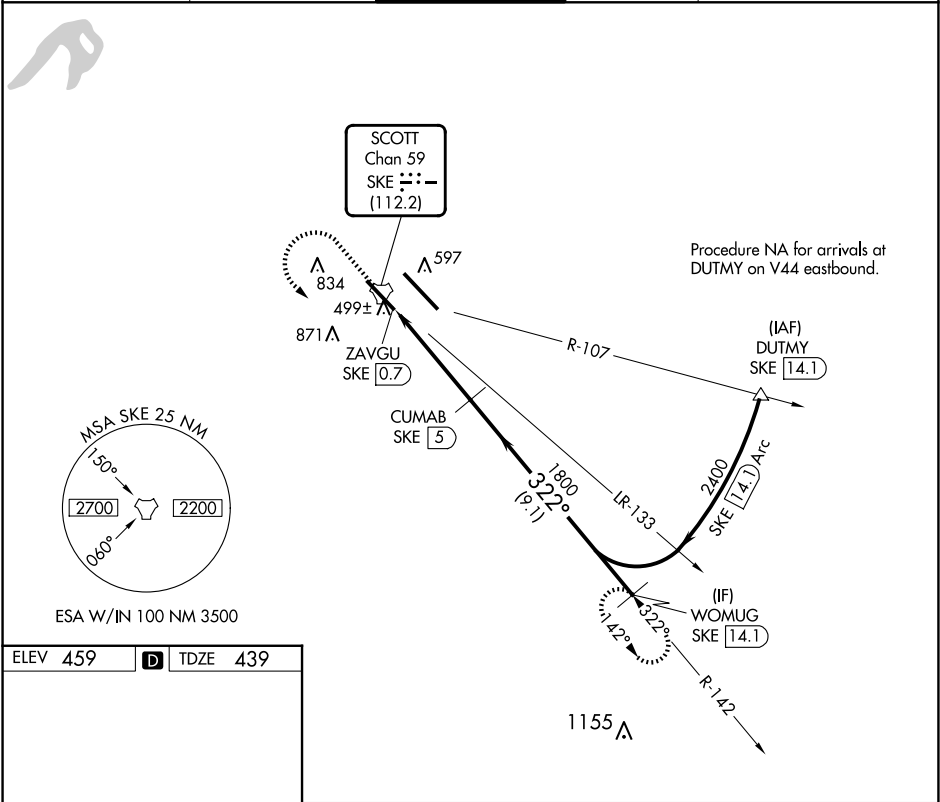 SCOTT
Chan 59
SKE
(112.2)
834
597
499±
871
ZAVGU
SKE 0.7
Procedure NA for arrivals at
DUTMY on V44 eastbound.
(IAF)
DUTMY
SKE 14.1
R-107
CUMAB
SKE 5
1800
322°
(9.1)
LR-133
2400
SKE 14.1 Arc
MSA SKE 25 NM
150°
2700
2200
060°
ESA W/IN 100 NM 3500
(IF)
WOMUG
SKE 14.1
322°
142°
R-142
1155
ELEV 459 D TDZE 439